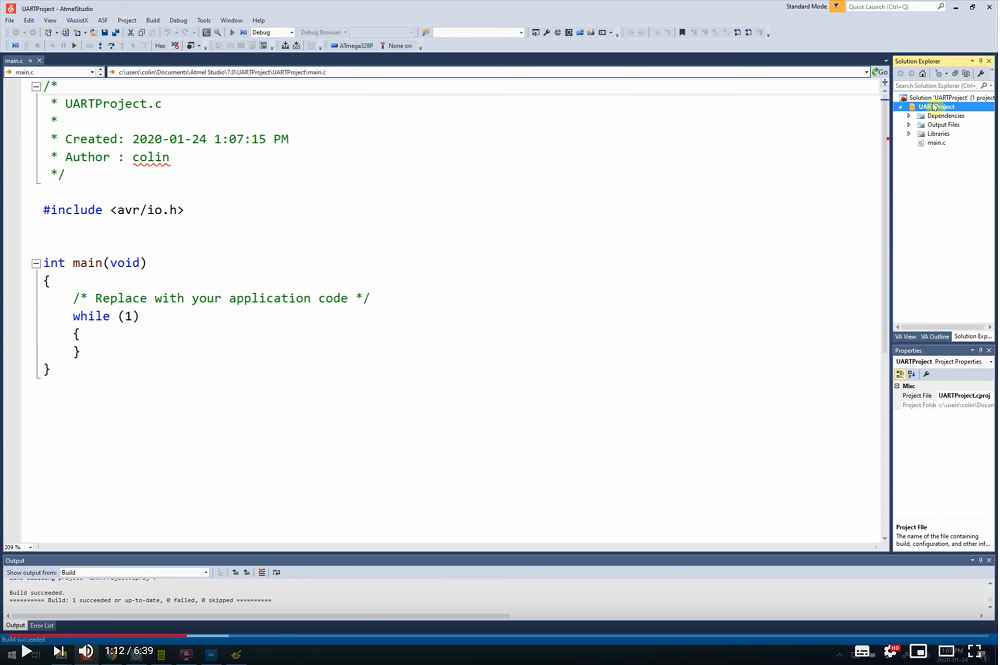 UARTProject - AtmelStudio
Standard Mode
Quick Launch (Ctrl+Q)
File Edit View VAssistX ASF Project Build Debug Tools Window Help
Debug
Debug Browser
Hex
ATmega328P
None on
main.c
main.c
c:\users\colin\Documents\Atmel Studio\7.0\UARTProject\UARTProject\main.c
Go
/*
* UARTProject.c
*
* Created: 2020-01-24 1:07:15 PM
* Author : colin
*/
#include <avr/io.h>
int main(void)
{
/* Replace with your application code */
while (1)
{
}
}
209 %
Solution Explorer
Search Solution Explorer (Ctrl+;
Solution 'UARTProject' (1 project
UARTProject
Dependencies
Output Files
Libraries
main.c
VA View VA Outline Solution Exp...
Properties
UARTProject Project Properties
Misc
Project File UARTProject.cproj
Project Folde c:\users\colin\Docum
Project File
The name of the file containing
build, configuration, and other inf...
Output
Show output from: Build
Build succeeded.
========== Build: 1 succeeded or up-to-date, 0 failed, 0 skipped ==========
Output Error List
Build succeeded
1:12 / 6:39
HD
2020-01-24